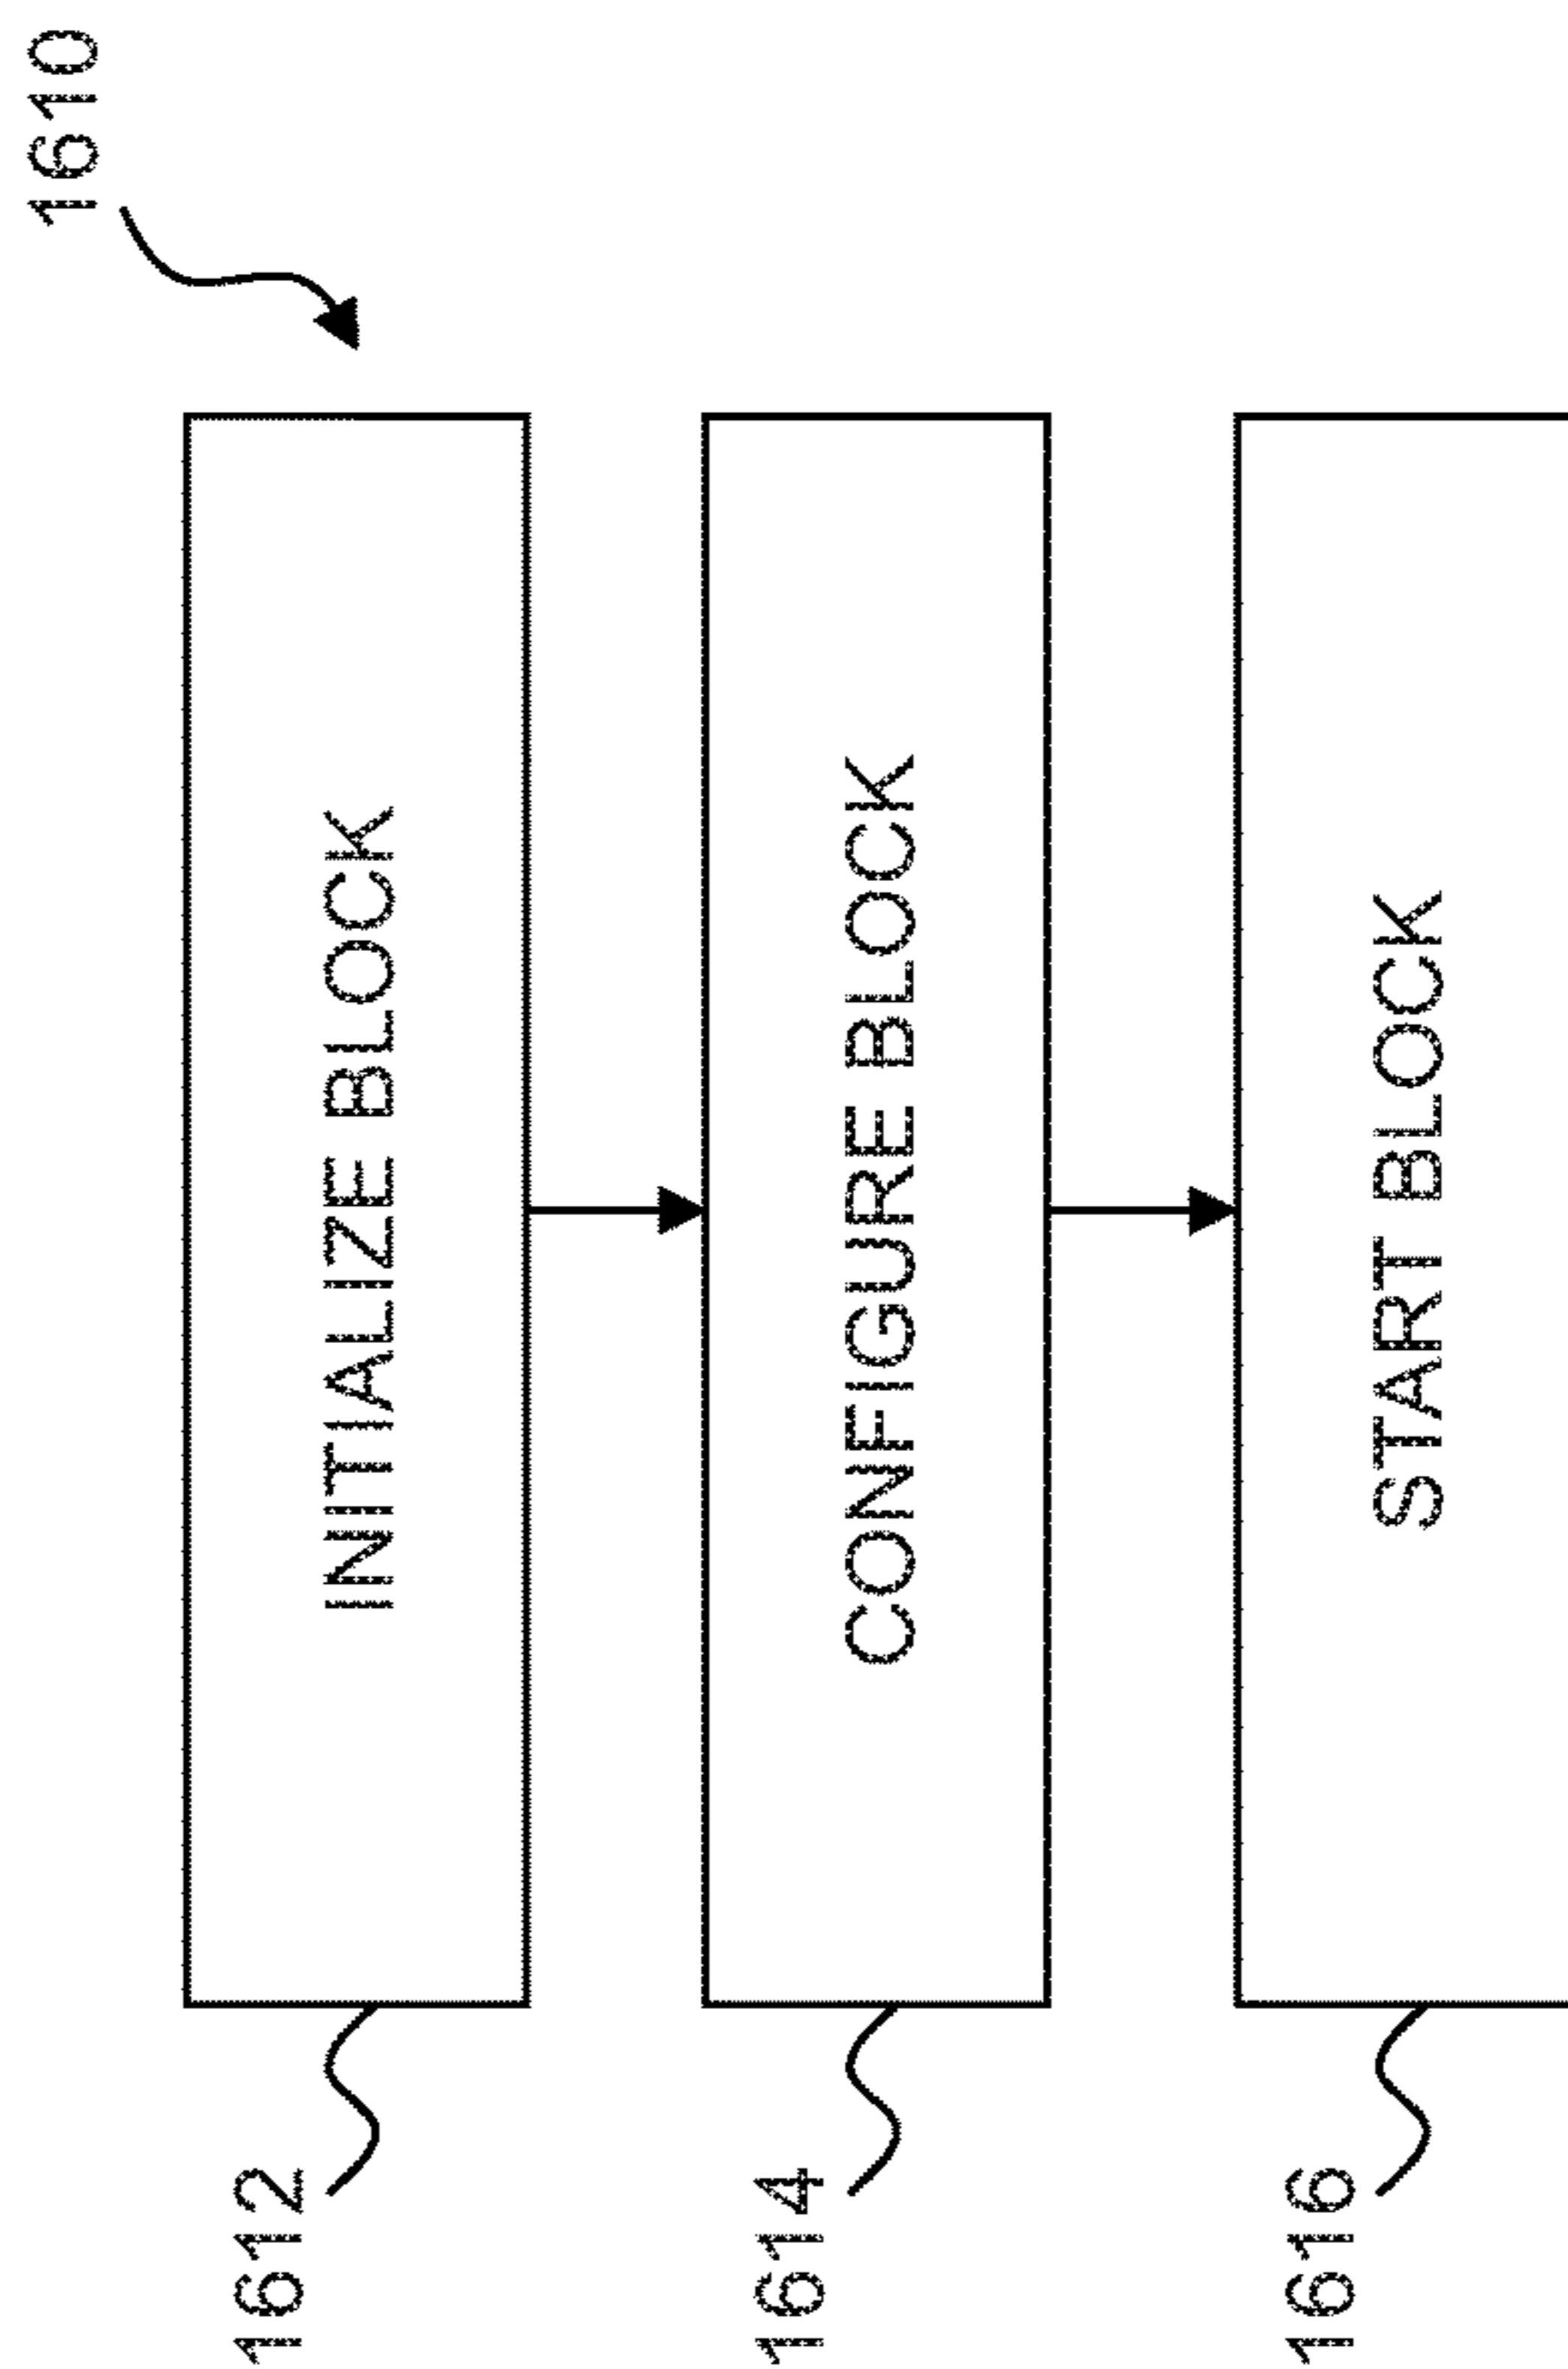 1610
1612
INITIALIZE BLOCK
1614
CONFIGURE BLOCK
1616
START BLOCK